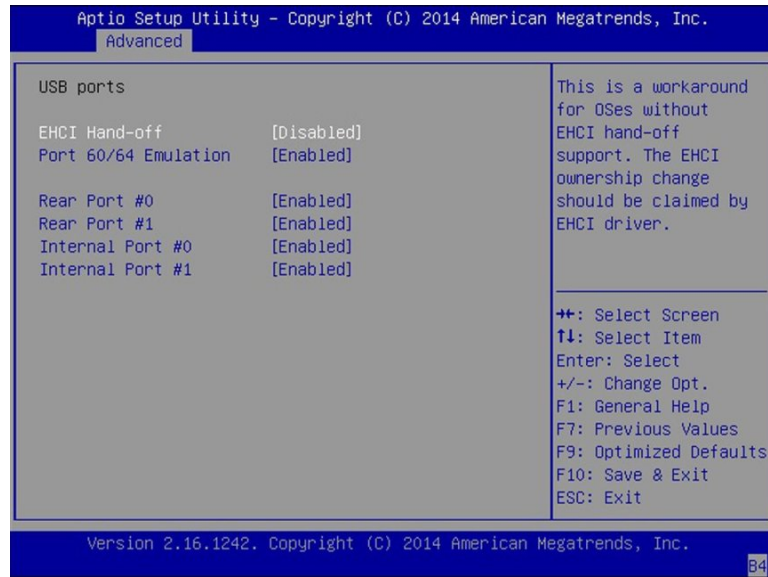 Aptio Setup Utility – Copyright (C) 2014 American Megatrends, Inc.
Advanced
USB ports
EHCI Hand-off [Disabled]
Port 60/64 Emulation [Enabled]
Rear Port #0 [Enabled]
Rear Port #1 [Enabled]
Internal Port #0 [Enabled]
Internal Port #1 [Enabled]
This is a workaround
for OSes without
EHCI hand-off
support. The EHCI
ownership change
should be claimed by
EHCI driver.
→←: Select Screen
↑↓: Select Item
Enter: Select
+/-: Change Opt.
F1: General Help
F7: Previous Values
F9: Optimized Defaults
F10: Save & Exit
ESC: Exit
Version 2.16.1242. Copyright (C) 2014 American Megatrends, Inc.
B4